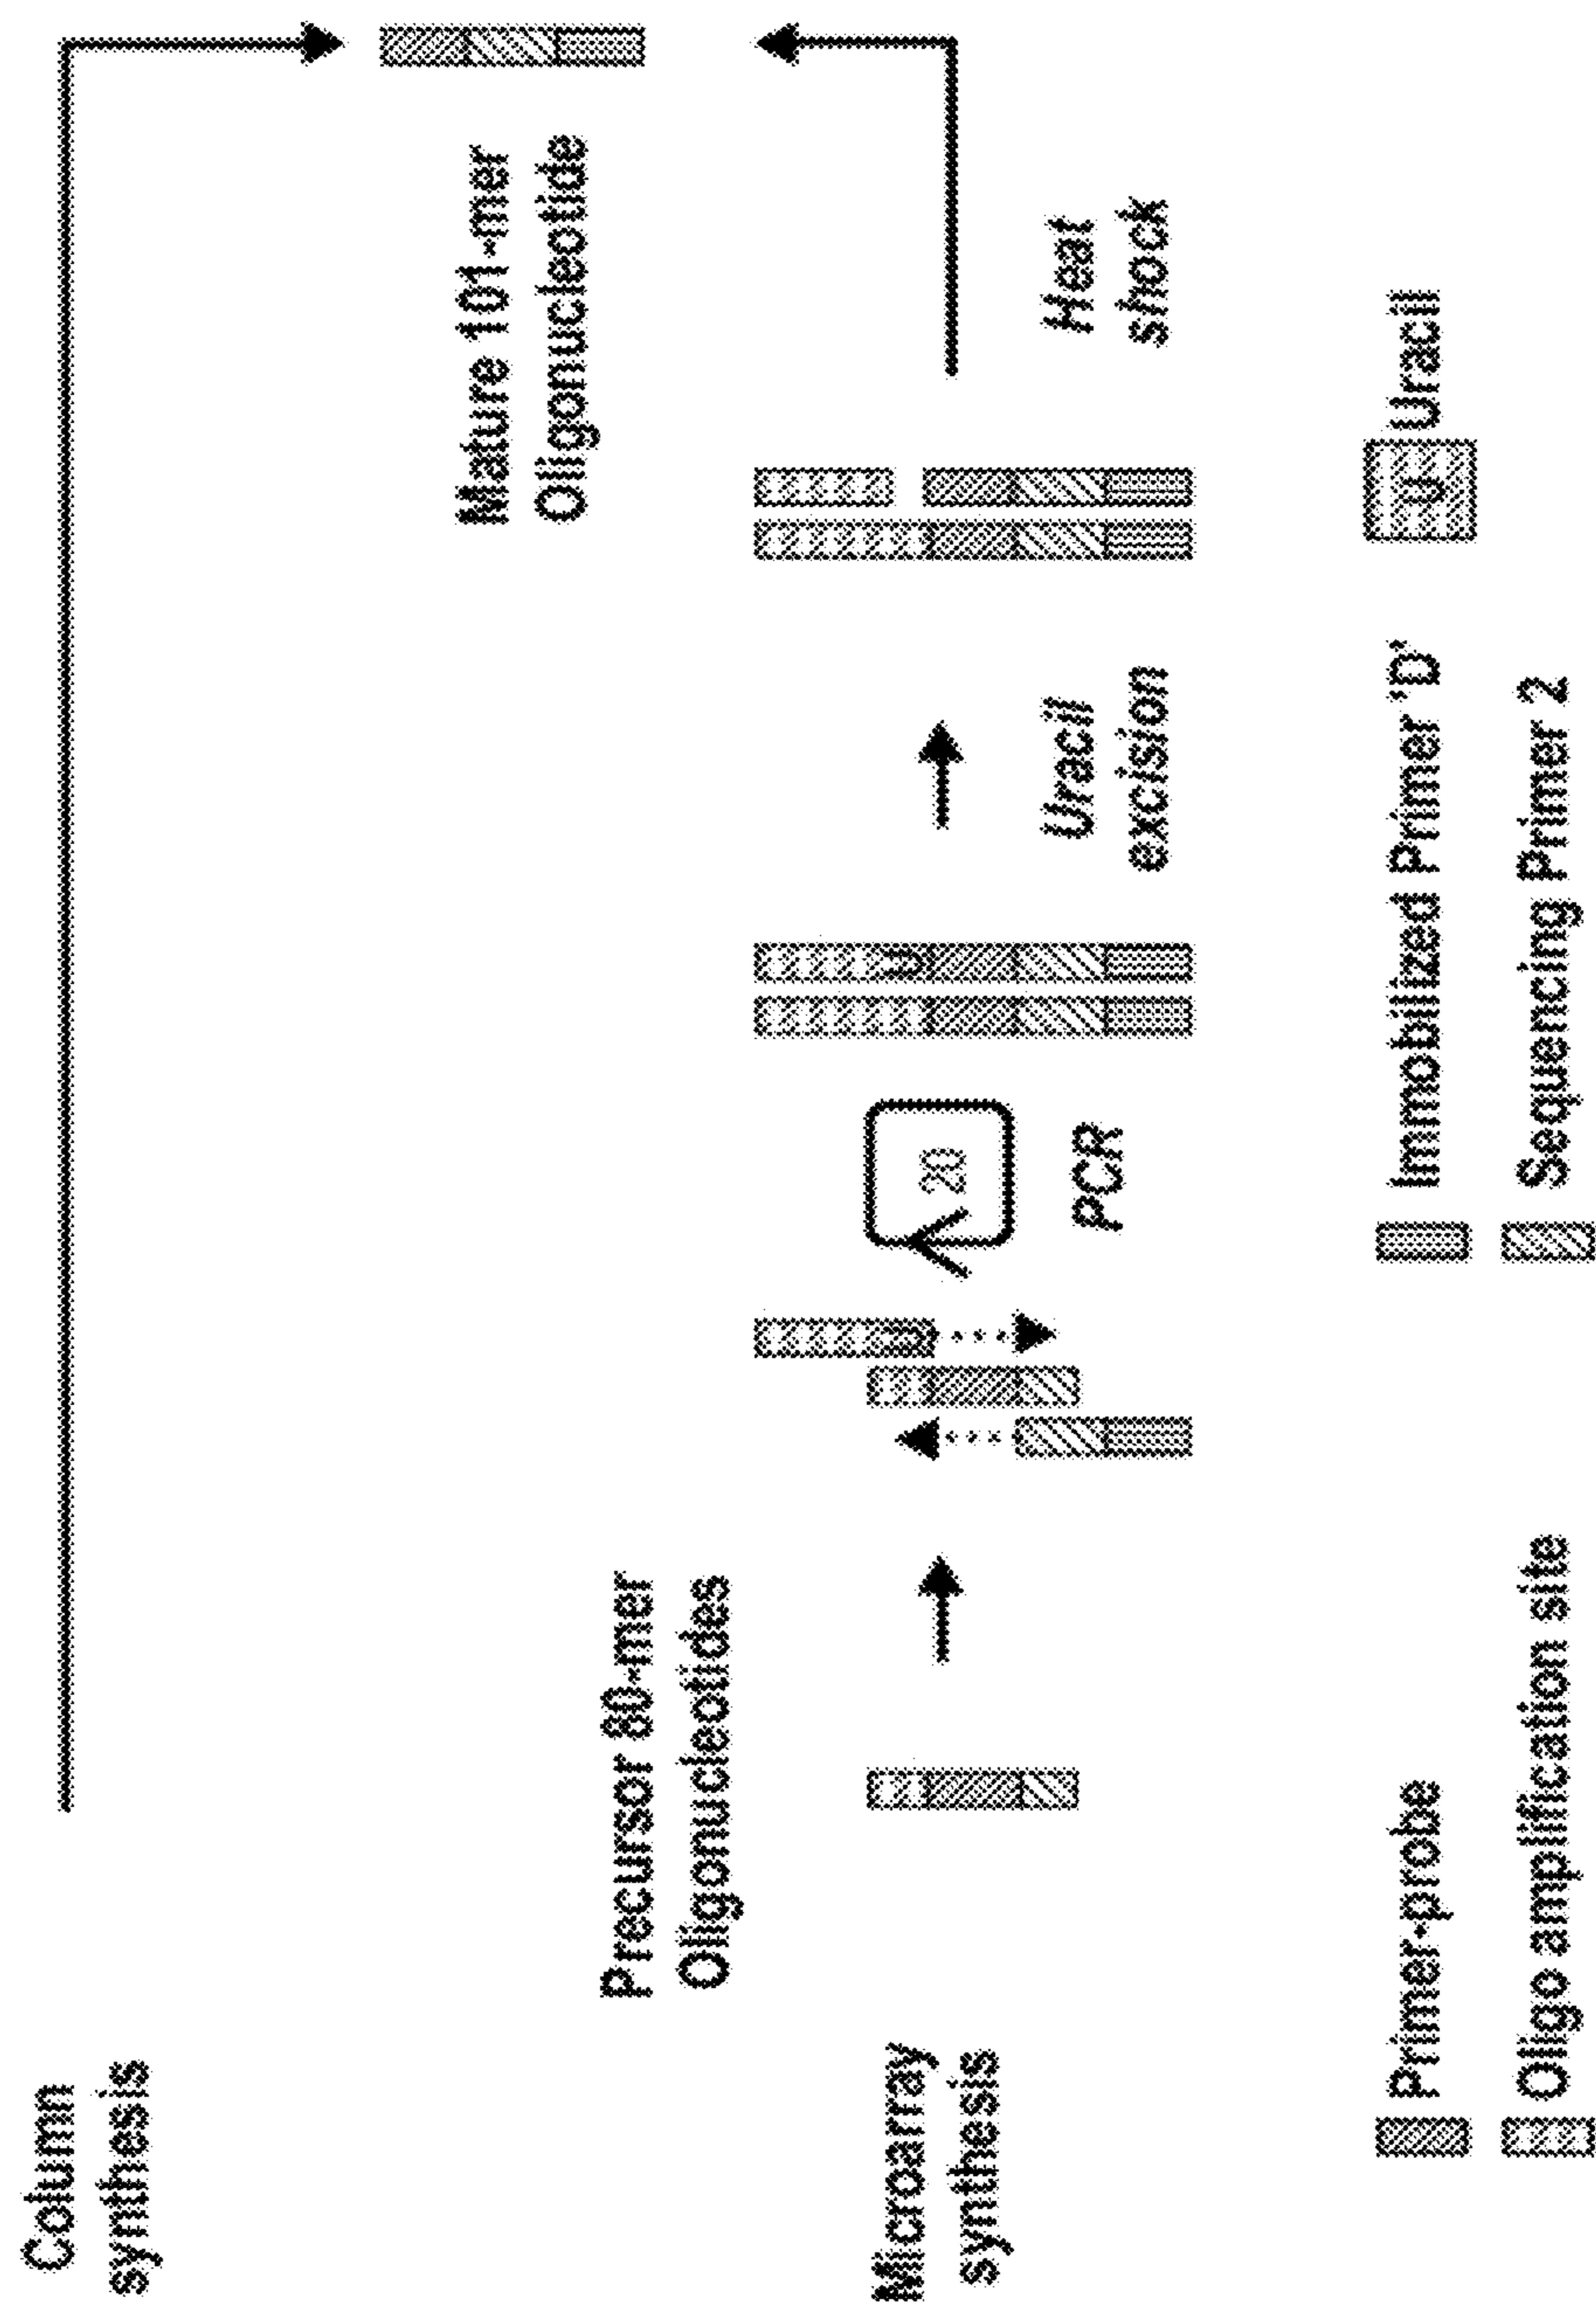 Column
synthesis
Mature 101-mer
Oligonucleotide
Precursor 80-mer
Oligonucleotides
Microarray
synthesis
U
20
PCR
U
Uracil
excision
Heat
shock
Primer-probe
Oligo amplification site
Immobilized Primer 'D'
Sequencing Primer 2
U Uracil